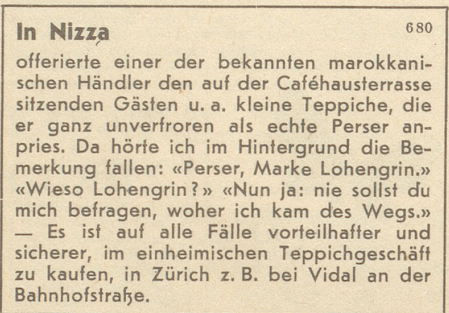 In Nizza 680
offerierte einer der bekannten marokkani-
schen Händler den auf der Caféhausterrasse
sitzenden Gästen u. a. kleine Teppiche, die
er ganz unverfroren als echte Perser an-
pries. Da hörte ich im Hintergrund die Be-
merkung fallen: «Perser, Marke Lohengrin.»
«Wieso Lohengrin?» «Nun ja: nie sollst du
mich befragen, woher ich kam des Wegs.»
— Es ist auf alle Fälle vorteilhafter und
sicherer, im einheimischen Teppichgeschäft
zu kaufen, in Zürich z. B. bei Vidal an der
Bahnhofstraße.